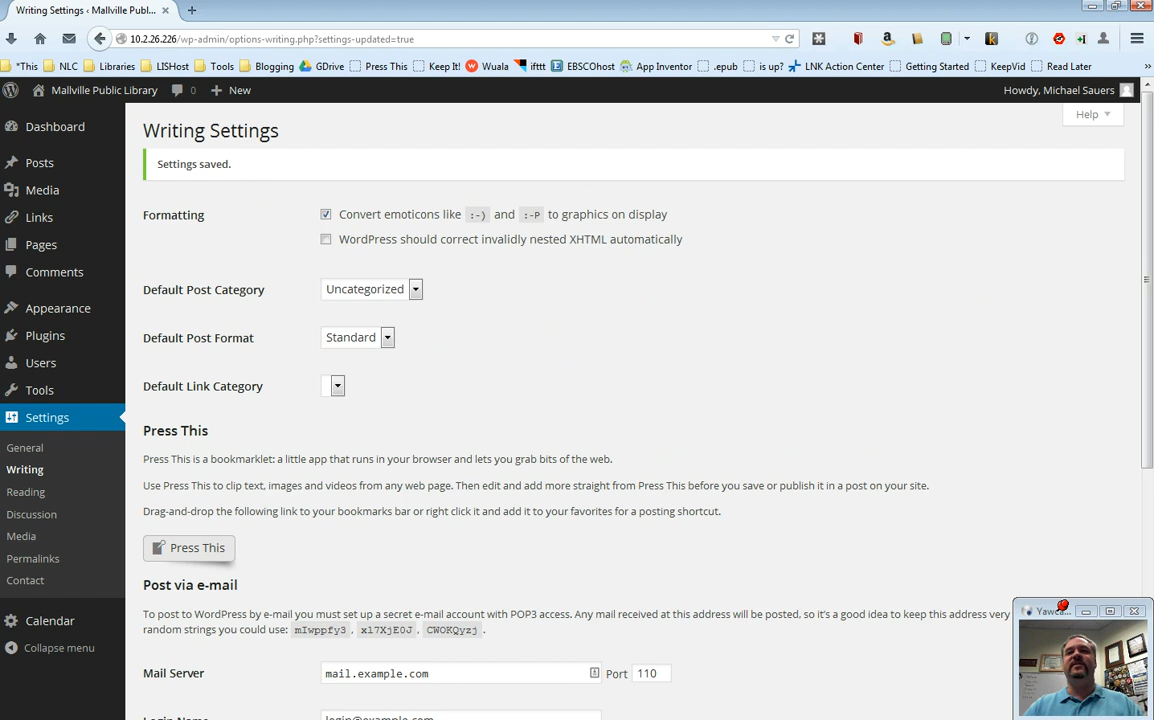 Writing Settings ‹ Mallville Publ...
10.2.26.226/wp-admin/options-writing.php?settings-updated=true
*This NLC Libraries LISHost Tools Blogging GDrive Press This Keep It! Wuala ifttt EBSCOhost App Inventor .epub is up? LNK Action Center Getting Started KeepVid Read Later
Mallville Public Library 0 New Howdy, Michael Sauers
Help
Dashboard
Posts
Media
Links
Pages
Comments
Appearance
Plugins
Users
Tools
Settings
General
Writing
Reading
Discussion
Media
Permalinks
Contact
Calendar
Collapse menu
Writing Settings
Settings saved.
Formatting
Convert emoticons like :-) and :-P to graphics on display
WordPress should correct invalidly nested XHTML automatically
Default Post Category Uncategorized
Default Post Format Standard
Default Link Category
Press This
Press This is a bookmarklet: a little app that runs in your browser and lets you grab bits of the web.
Use Press This to clip text, images and videos from any web page. Then edit and add more straight from Press This before you save or publish it in a post on your site.
Drag-and-drop the following link to your bookmarks bar or right click it and add it to your favorites for a posting shortcut.
Press This
Post via e-mail
To post to WordPress by e-mail you must set up a secret e-mail account with POP3 access. Any mail received at this address will be posted, so it's a good idea to keep this address very
random strings you could use: mIwppfy3 , xl7XjE0J , CWOKQyzj .
Mail Server mail.example.com Port 110
Login Name login@example.com
Yawca...